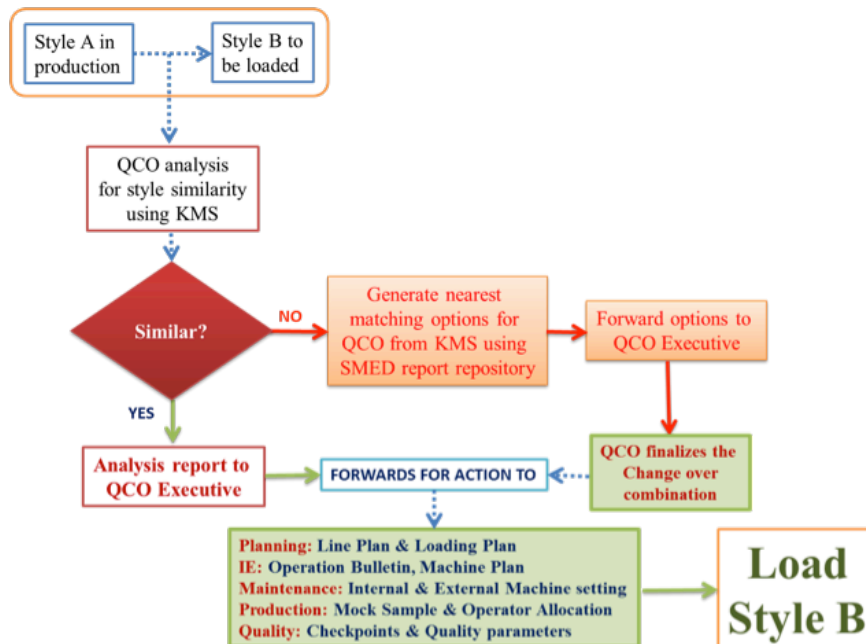 Style A in
production
Style B to
be loaded
QCO analysis
for style similarity
using KMS
Similar?
NO
Generate nearest
matching options for
QCO from KMS using
SMED report repository
Forward options to
QCO Executive
YES
Analysis report to
QCO Executive
FORWARDS FOR ACTION TO
QCO finalizes the
Change over
combination
Planning: Line Plan & Loading Plan
IE: Operation Bulletin, Machine Plan
Maintenance: Internal & External Machine setting
Production: Mock Sample & Operator Allocation
Quality: Checkpoints & Quality parameters
Load
Style B